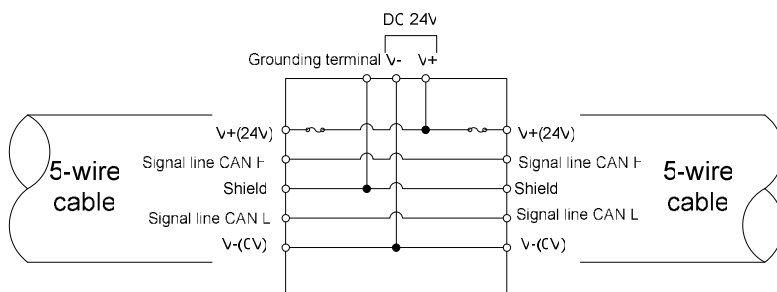 DC 24V
Grounding terminal V- V+
V+(24V)
Signal line CAN F
Shield
Signal line CAN L
V-(0V)
5-wire
cable
V+(24V)
Signal line CAN F
Shield
Signal line CAN L
V-(0V)
5-wire
cable